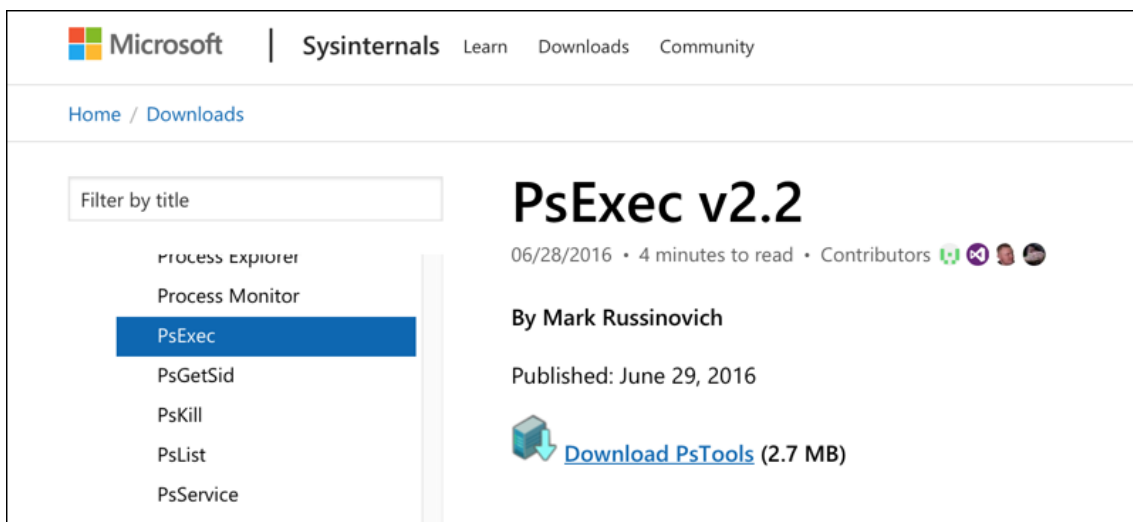 Microsoft | Sysinternals Learn Downloads Community
Home / Downloads
Filter by title
Process Explorer
Process Monitor
PsExec
PsGetSid
PsKill
PsList
PsService
PsExec v2.2
06/28/2016 • 4 minutes to read • Contributors
By Mark Russinovich
Published: June 29, 2016
Download PsTools (2.7 MB)